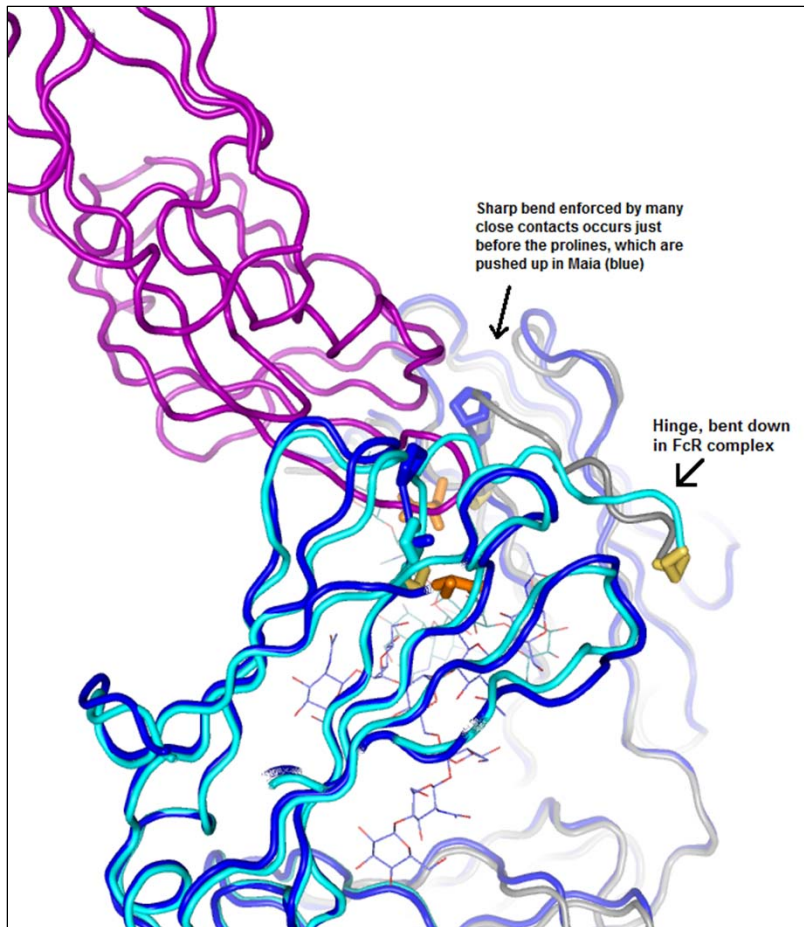 Sharp bend enforced by many
close contacts occurs just
before the prolines, which are
pushed up in Maia (blue)
Hinge, bent down
in FcR complex